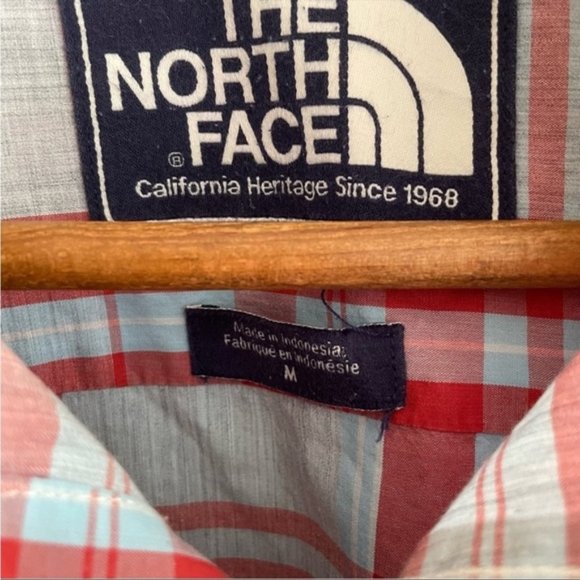 THE
NORTH
FACE
®
California Heritage Since 1968
Made in Indonesia;
Fabriqué en Indonésie
M